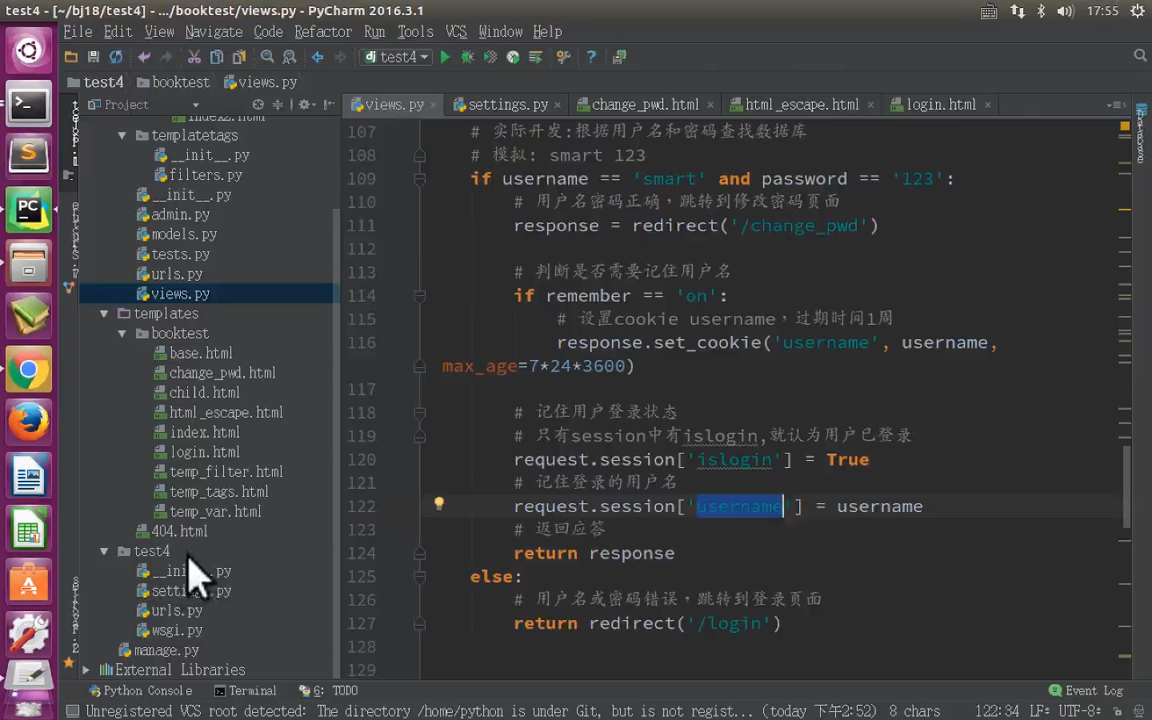 test4 - [~/bj18/test4] - .../booktest/views.py - PyCharm 2016.3.1
17:55
File Edit View Navigate Code Refactor Run Tools VCS Window Help
test4
test4 booktest views.py
Project
views.py settings.py change_pwd.html html_escape.html login.html
index2.html
templatetags
__init__.py
filters.py
__init__.py
admin.py
models.py
tests.py
urls.py
views.py
templates
booktest
base.html
change_pwd.html
child.html
html_escape.html
index.html
login.html
temp_filter.html
temp_tags.html
temp_var.html
404.html
test4
urls.py
wsgi.py
manage.py
External Libraries
107 # 实际开发:根据用户名和密码查找数据库
108 # 模拟: smart 123
109 if username == 'smart' and password == '123':
110 # 用户名密码正确，跳转到修改密码页面
111 response = redirect('/change_pwd')
112
113 # 判断是否需要记住用户名
114 if remember == 'on':
115 # 设置cookie username，过期时间1周
116 response.set_cookie('username', username,
max_age=7*24*3600)
117
118 # 记住用户登录状态
119 # 只有session中有islogin,就认为用户已登录
120 request.session['islogin'] = True
121 # 记住登录的用户名
122 request.session['username'] = username
123 # 返回应答
124 return response
125 else:
126 # 用户名或密码错误，跳转到登录页面
127 return redirect('/login')
128
129
Python Console Terminal 6: TODO Event Log
Unregistered VCS root detected: The directory /home/python is under Git, but is not regist... (today 下午2:52) 8 chars 122:34 LF÷ UTF-8÷